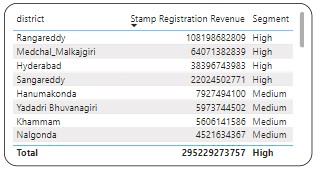 district Stamp Registration Revenue Segment
Rangareddy 108198682809 High
Medchal_Malkajgiri 64071382839 High
Hyderabad 38396743983 High
Sangareddy 22024502771 High
Hanumakonda 7927494100 Medium
Yadadri Bhuvanagiri 5973744502 Medium
Khammam 5606141586 Medium
Nalgonda 4521634367 Medium
Total 295229273757 High